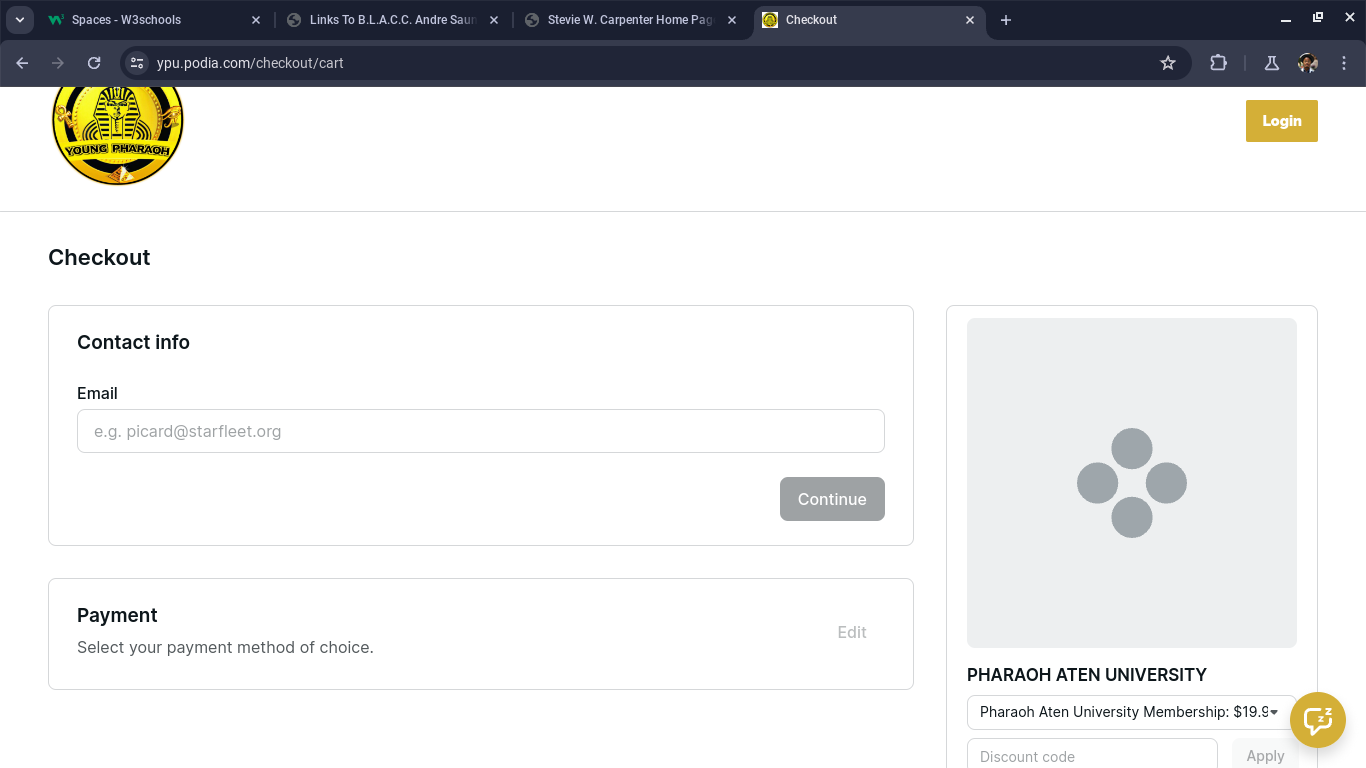 Spaces - W3schools
Links To B.L.A.C.C. Andre Saun
Stevie W. Carpenter Home Pag
Checkout
ypu.podia.com/checkout/cart
YOUNG PHARAOH
Login
Checkout
Contact info
Email
e.g. picard@starfleet.org
Continue
Payment
Select your payment method of choice.
Edit
PHARAOH ATEN UNIVERSITY
Pharaoh Aten University Membership: $19.9
Discount code
Apply